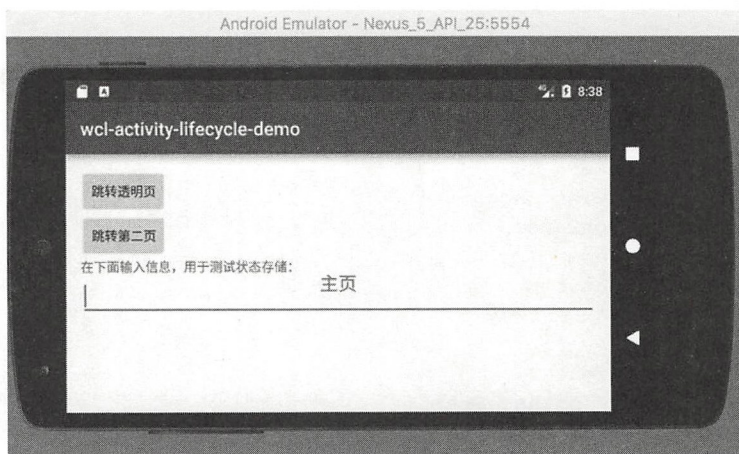 Android Emulator - Nexus_5_API_25:5554
4G 8:38
wcl-activity-lifecycle-demo
跳转透明页
跳转第二页
在下面输入信息，用于测试状态存储：
主页